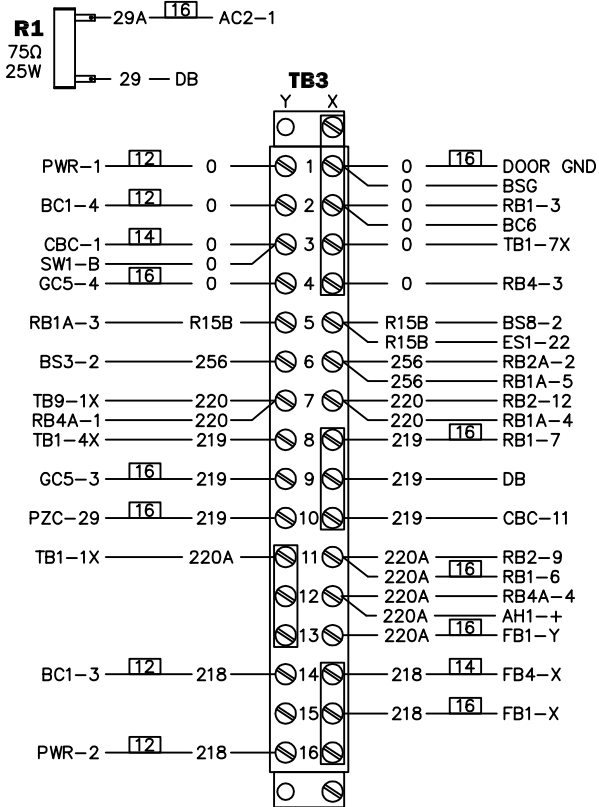 R1
75Ω
25W
29A 16 AC2-1
29 DB
TB3
Y X
PWR-1 12 0 1 0 16 DOOR GND
0 BSG
BC1-4 12 0 2 0 RB1-3
0 BC6
CBC-1 14 0 3 0 TB1-7X
SW1-B 0
GC5-4 16 0 4 0 RB4-3
RB1A-3 R15B 5 R15B BS8-2
R15B ES1-22
BS3-2 256 6 256 RB2A-2
256 RB1A-5
TB9-1X 220 7 220 RB2-12
RB4A-1 220 220 RB1A-4
TB1-4X 219 8 219 16 RB1-7
GC5-3 16 219 9 219 DB
PZC-29 16 219 10 219 CBC-11
TB1-1X 220A 11 220A RB2-9
220A 16 RB1-6
12 220A RB4A-4
220A AH1-+
13 220A 16 FB1-Y
BC1-3 12 218 14 218 14 FB4-X
15 218 16 FB1-X
PWR-2 12 218 16